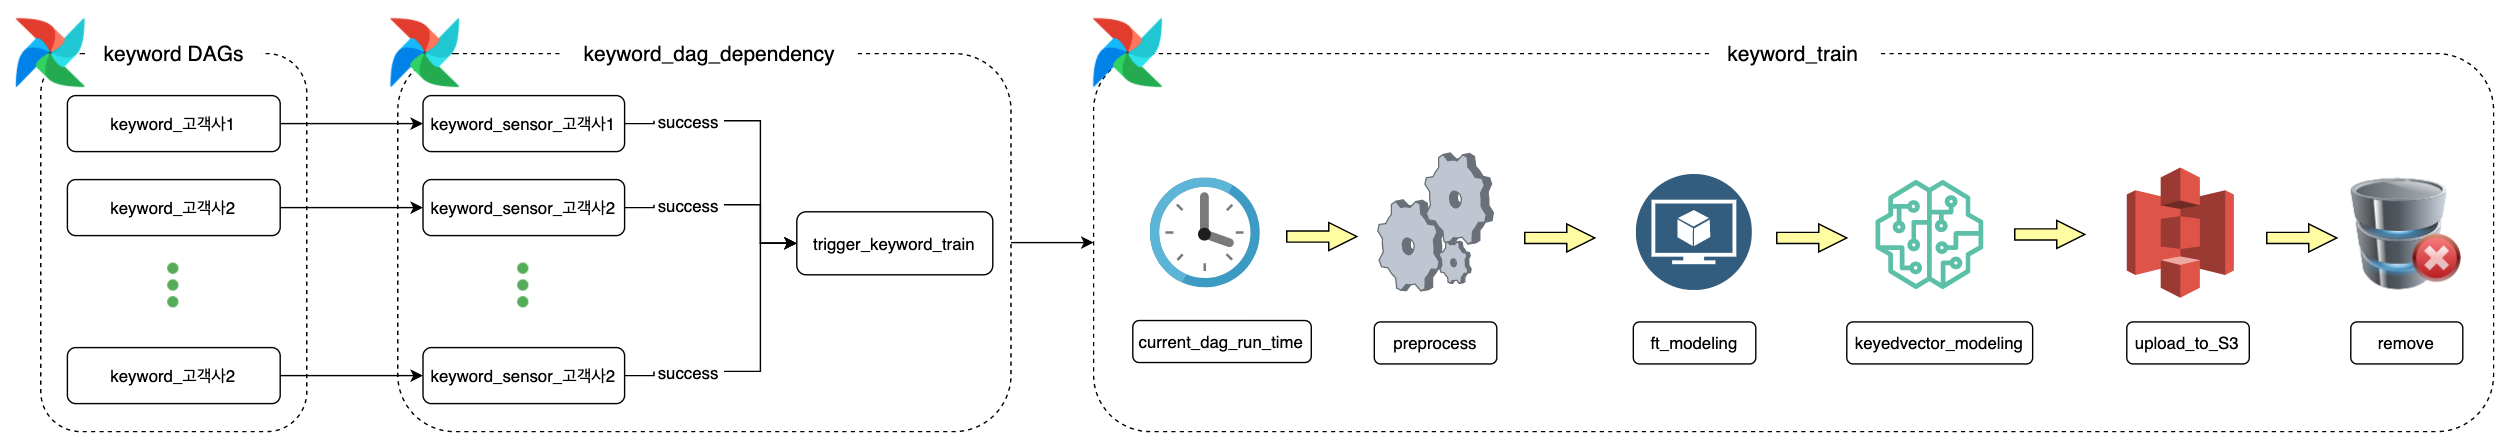 keyword DAGs
keyword_고객사1
keyword_고객사2
keyword_고객사2
keyword_dag_dependency
keyword_sensor_고객사1
success
keyword_sensor_고객사2
success
keyword_sensor_고객사2
success
trigger_keyword_train
keyword_train
current_dag_run_time
preprocess
ft_modeling
keyedvector_modeling
upload_to_S3
remove